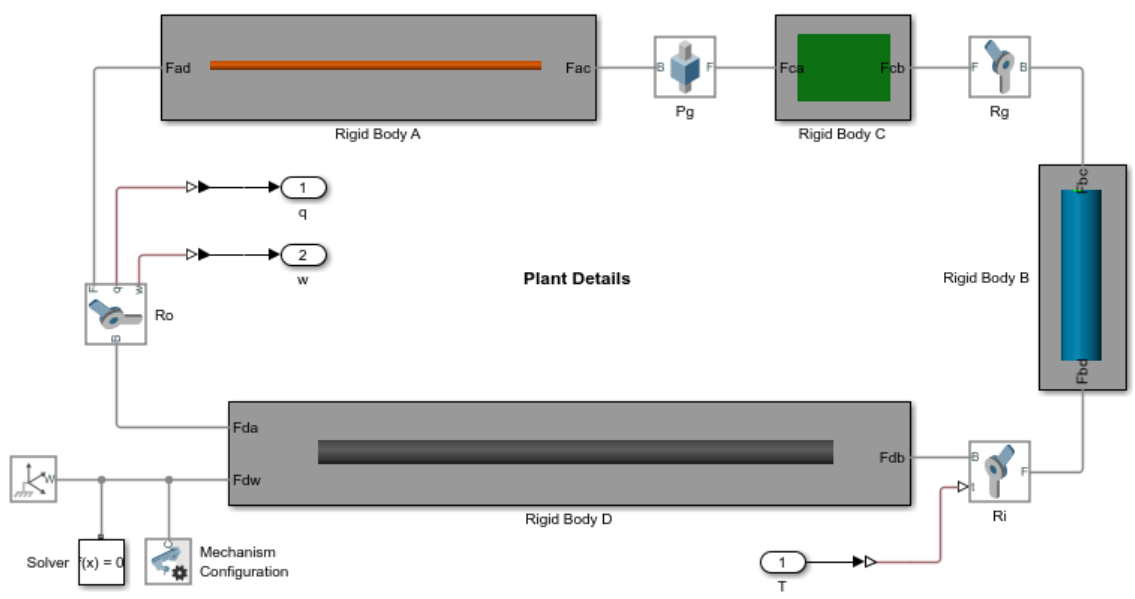 Fad
Fac
B
F
Fca
Fcb
F
B
Rigid Body A
Pg
Rigid Body C
Rg
1
q
2
w
Plant Details
Fbc
Rigid Body B
Fbd
F
q
w
Ro
B
Fda
Fdw
Fdb
Rigid Body D
B
F
t
Ri
W
Solver
f(x) = 0
Mechanism
Configuration
1
T